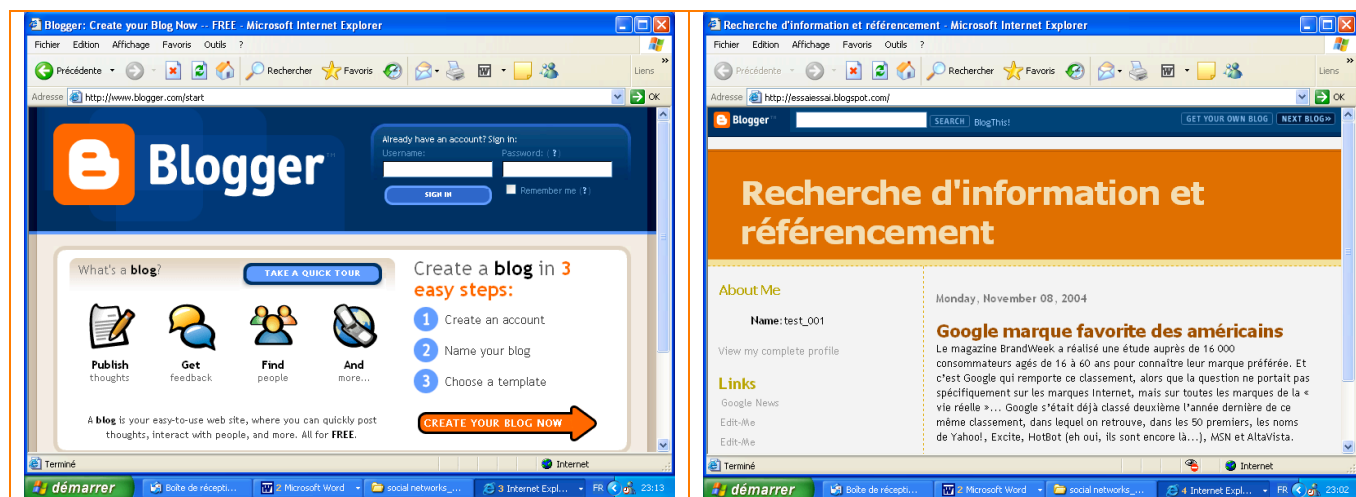 Blogger: Create your Blog Now -- FREE - Microsoft Internet Explorer
Fichier Edition Affichage Favoris Outils ?
Précédente Rechercher Favoris Liens
Adresse http://www.blogger.com/start OK
Blogger™
Already have an account? Sign in:
Username: Password: ( ? )
SIGN IN Remember me (?)
What's a blog? TAKE A QUICK TOUR
Publish Get Find And
thoughts feedback people more...
A blog is your easy-to-use web site, where you can quickly post
thoughts, interact with people, and more. All for FREE.
Create a blog in 3
easy steps:
1 Create an account
2 Name your blog
3 Choose a template
CREATE YOUR BLOG NOW
Terminé Internet
démarrer Boîte de récepti... 2 Microsoft Word social networks_... 3 Internet Expl... FR 23:13
Recherche d'information et référencement - Microsoft Internet Explorer
Fichier Edition Affichage Favoris Outils ?
Précédente Rechercher Favoris Liens
Adresse http://essaiessai.blogspot.com/ OK
Blogger SEARCH BlogThis! GET YOUR OWN BLOG NEXT BLOG»
Recherche d'information et
référencement
About Me
Name: test_001
View my complete profile
Links
Google News
Edit-Me
Edit-Me
Monday, November 08, 2004
Google marque favorite des américains
Le magazine BrandWeek a réalisé une étude auprès de 16 000
consommateurs agés de 16 à 60 ans pour connaître leur marque préférée. Et
c'est Google qui remporte ce classement, alors que la question ne portait pas
spécifiquement sur les marques Internet, mais sur toutes les marques de la «
vie réelle »... Google s'était déjà classé deuxième l'année dernière de ce
même classement, dans lequel on retrouve, dans les 50 premiers, les noms
de Yahoo!, Excite, HotBot (eh oui, ils sont encore là...), MSN et AltaVista.
Terminé Internet
démarrer Boîte de récepti... 2 Microsoft Word social networks_... 4 Internet Expl... FR 23:02